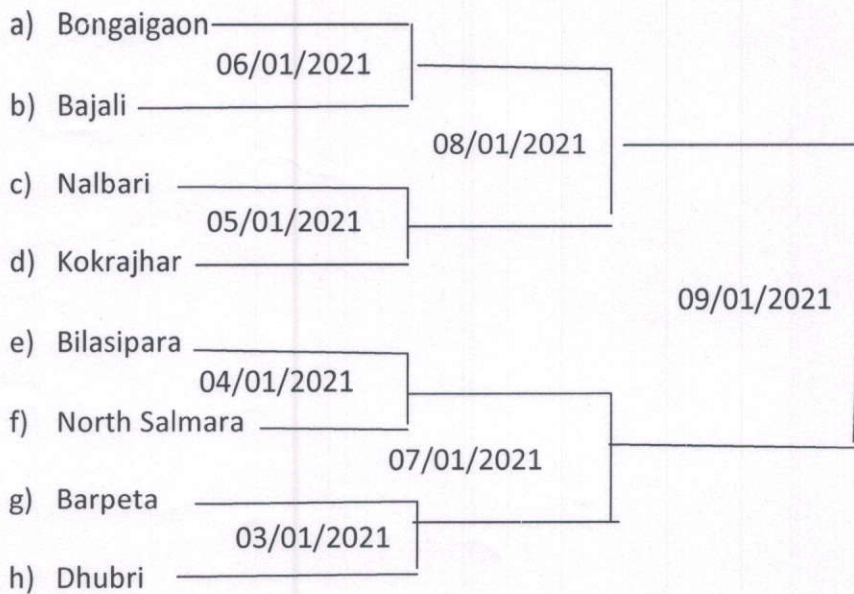 a) Bongaigaon
06/01/2021
b) Bajali
08/01/2021
c) Nalbari
05/01/2021
d) Kokrajhar
09/01/2021
e) Bilasipara
04/01/2021
f) North Salmara
07/01/2021
g) Barpeta
03/01/2021
h) Dhubri